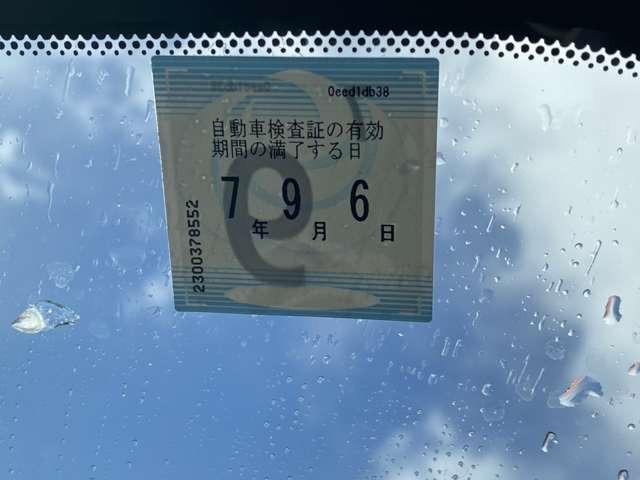 0eed1db38
自動車検査証の有効
期間の満了する日
7年9月6日
2300378552